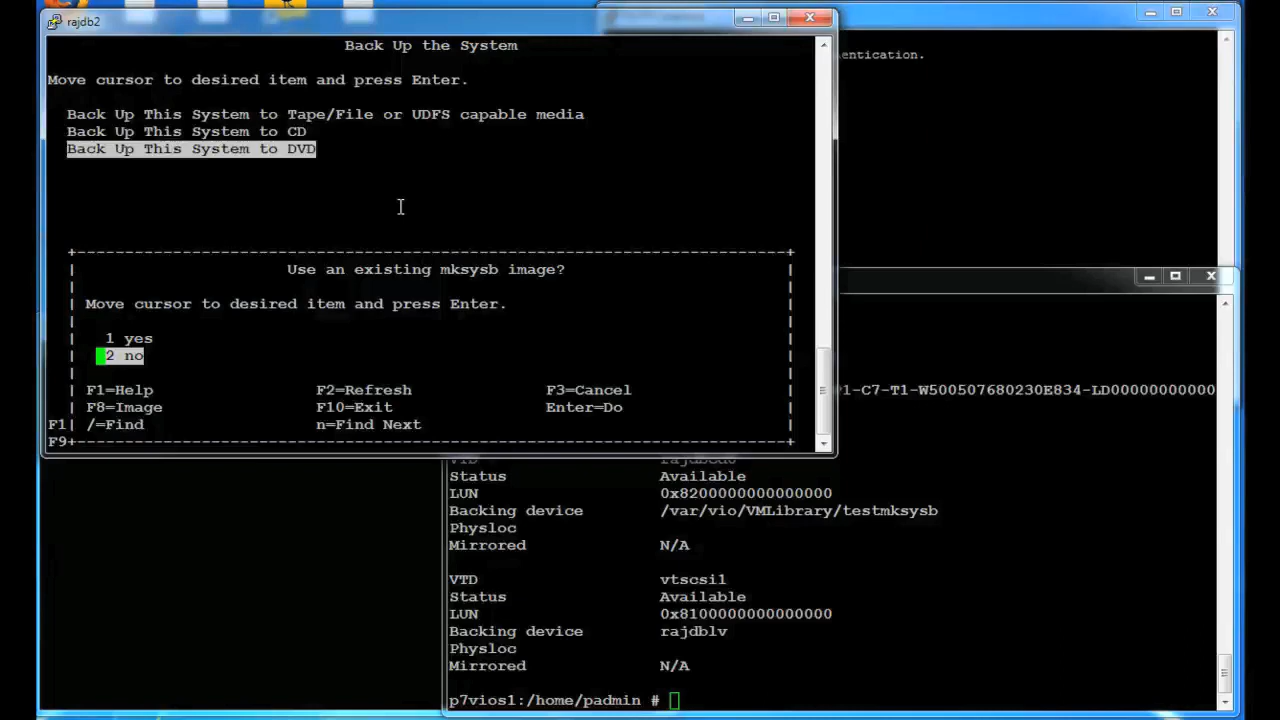 rajdb2
Back Up the System
Move cursor to desired item and press Enter.
Back Up This System to Tape/File or UDFS capable media
Back Up This System to CD
Back Up This System to DVD
Use an existing mksysb image?
Move cursor to desired item and press Enter.
1 yes
2 no
F1=Help F2=Refresh F3=Cancel
F8=Image F10=Exit Enter=Do
F1 /=Find n=Find Next
F9
entication.
1-C7-T1-W500507680230E834-LD00000000000
VTD
Status Available
LUN 0x8200000000000000
Backing device /var/vio/VMLibrary/testmksysb
Physloc
Mirrored N/A
VTD vtscsi1
Status Available
LUN 0x8100000000000000
Backing device rajdblv
Physloc
Mirrored N/A
p7vios1:/home/padmin #